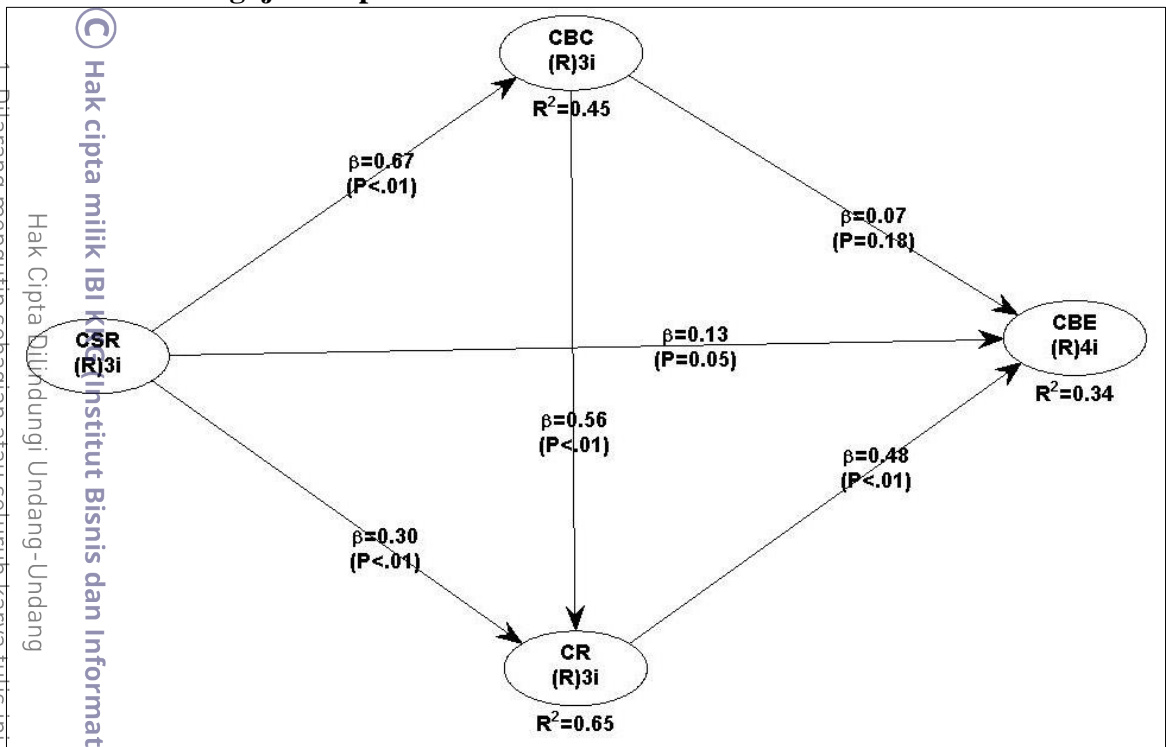 CBC
(R)3i
R²=0.45
β=0.67
(P<.01)
β=0.07
(P=0.18)
CSR
(R)3i
β=0.13
(P=0.05)
CBE
(R)4i
R²=0.34
β=0.56
(P<.01)
β=0.48
(P<.01)
β=0.30
(P<.01)
CR
(R)3i
R²=0.65
© Hak cipta milik IBI KKG (Institut Bisnis dan Informat
Hak Cipta Dilindungi Undang-Undang